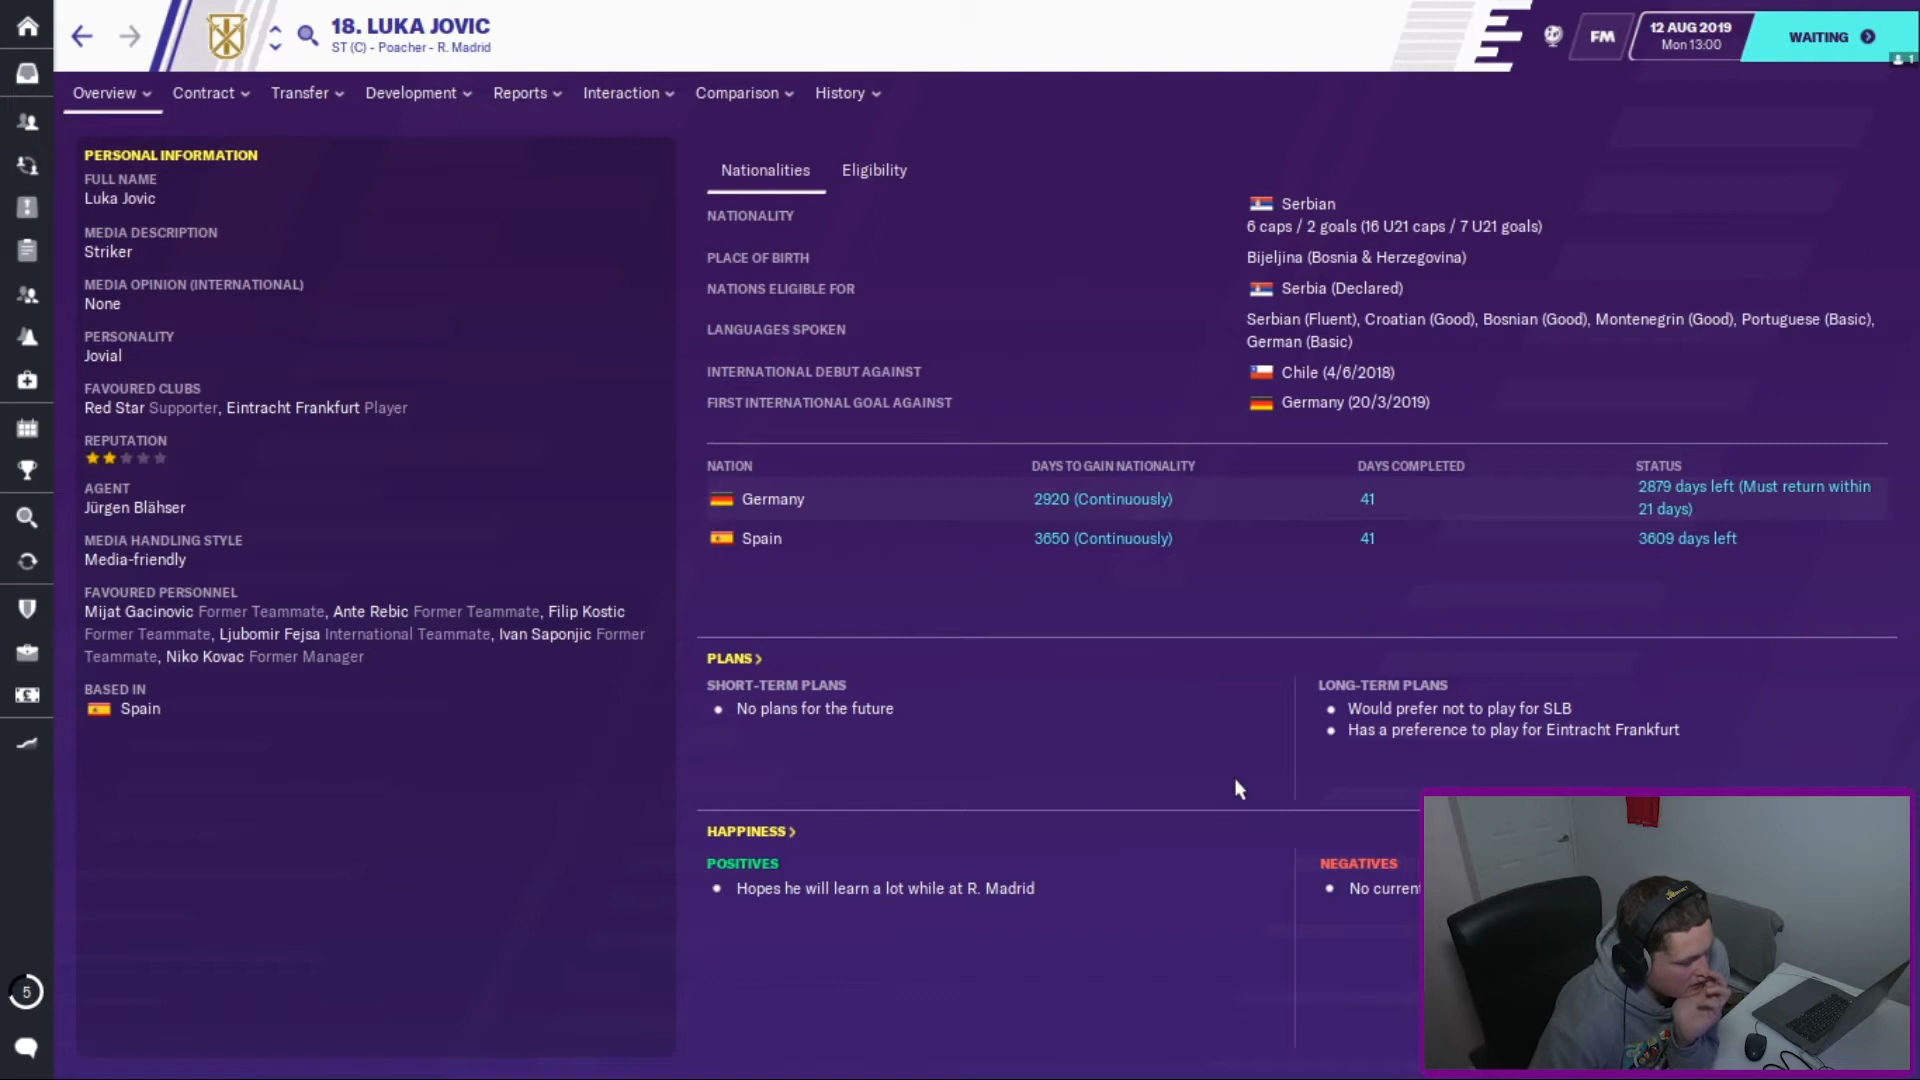 18. LUKA JOVIC
ST (C) - Poacher - R. Madrid
FM
12 AUG 2019
Mon 13:00
WAITING
1
Overview
Contract
Transfer
Development
Reports
Interaction
Comparison
History
PERSONAL INFORMATION
FULL NAME
Luka Jovic
MEDIA DESCRIPTION
Striker
MEDIA OPINION (INTERNATIONAL)
None
PERSONALITY
Jovial
FAVOURED CLUBS
Red Star Supporter, Eintracht Frankfurt Player
REPUTATION
AGENT
Jürgen Blähser
MEDIA HANDLING STYLE
Media-friendly
FAVOURED PERSONNEL
Mijat Gacinovic Former Teammate, Ante Rebic Former Teammate, Filip Kostic
Former Teammate, Ljubomir Fejsa International Teammate, Ivan Saponjic Former
Teammate, Niko Kovac Former Manager
BASED IN
Spain
Nationalities
Eligibility
NATIONALITY
Serbian
6 caps / 2 goals (16 U21 caps / 7 U21 goals)
PLACE OF BIRTH
Bijeljina (Bosnia & Herzegovina)
NATIONS ELIGIBLE FOR
Serbia (Declared)
LANGUAGES SPOKEN
Serbian (Fluent), Croatian (Good), Bosnian (Good), Montenegrin (Good), Portuguese (Basic),
German (Basic)
INTERNATIONAL DEBUT AGAINST
Chile (4/6/2018)
FIRST INTERNATIONAL GOAL AGAINST
Germany (20/3/2019)
NATION
DAYS TO GAIN NATIONALITY
DAYS COMPLETED
STATUS
Germany
2920 (Continuously)
41
2879 days left (Must return within
21 days)
Spain
3650 (Continuously)
41
3609 days left
PLANS >
SHORT-TERM PLANS
No plans for the future
LONG-TERM PLANS
Would prefer not to play for SLB
Has a preference to play for Eintracht Frankfurt
HAPPINESS >
POSITIVES
Hopes he will learn a lot while at R. Madrid
NEGATIVES
No current
5